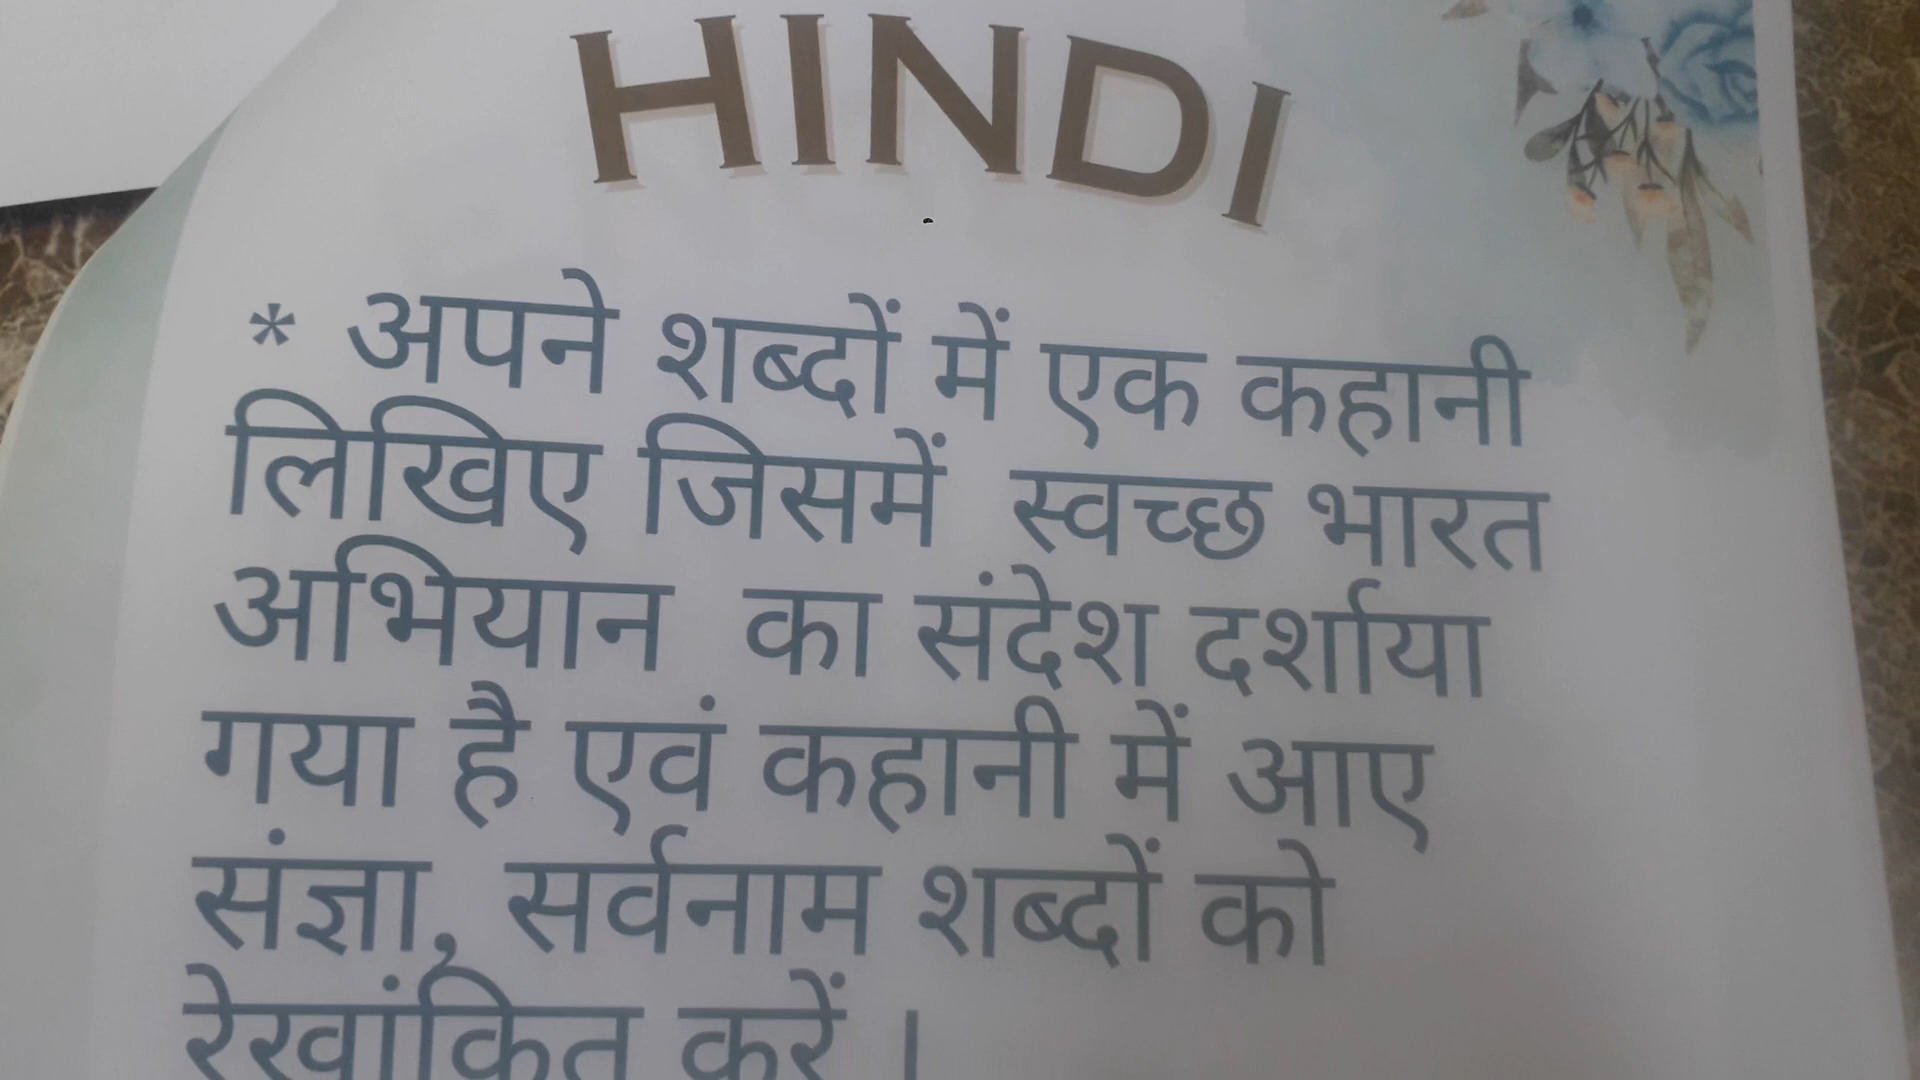 HINDI
* अपने शब्दों में एक कहानी
लिखिए जिसमें स्वच्छ भारत
अभियान का संदेश दर्शाया
गया है एवं कहानी में आए
संज्ञा, सर्वनाम शब्दों को
रेखांकित करें ।